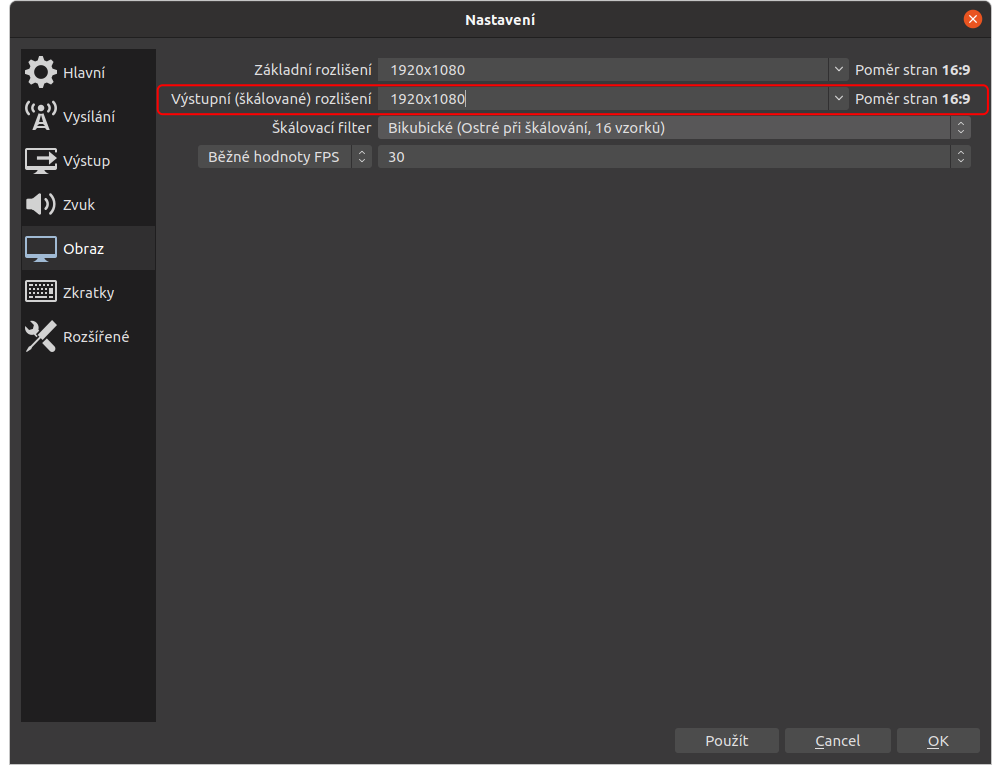 Nastavení
Hlavní
Vysílání
Výstup
Zvuk
Obraz
Zkratky
Rozšířené
Základní rozlišení 1920x1080 Poměr stran 16:9
Výstupní (škálované) rozlišení 1920x1080 Poměr stran 16:9
Škálovací filter Bikubické (Ostré při škálování, 16 vzorků)
Běžné hodnoty FPS 30
Použít Cancel OK